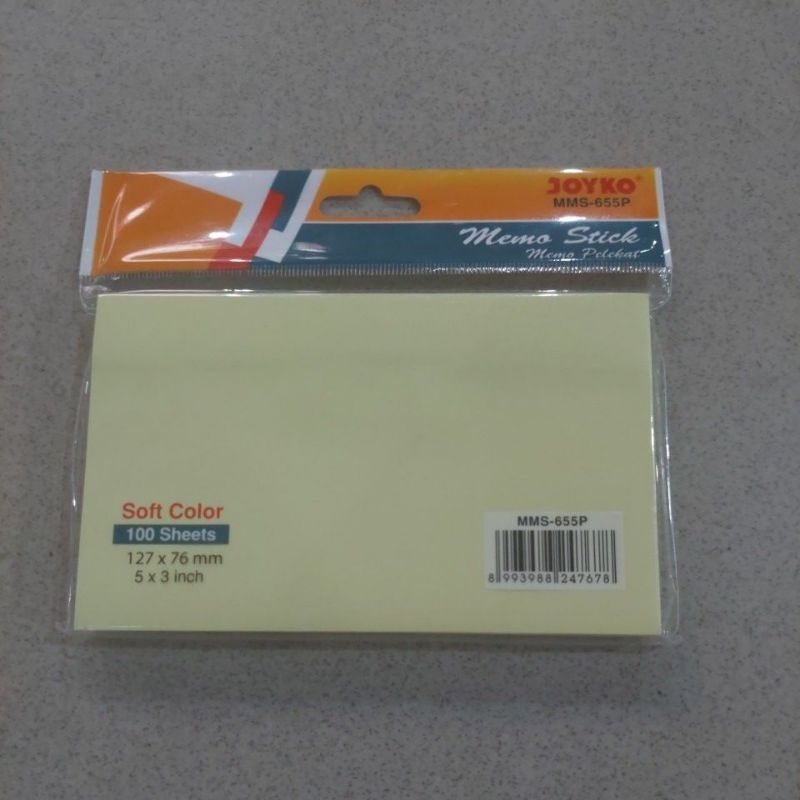 JOYKO®
MMS-655P
Memo Stick
Memo Pelekat
Soft Color
100 Sheets
127 x 76 mm
5 x 3 inch
MMS-655P
8 993988 247678